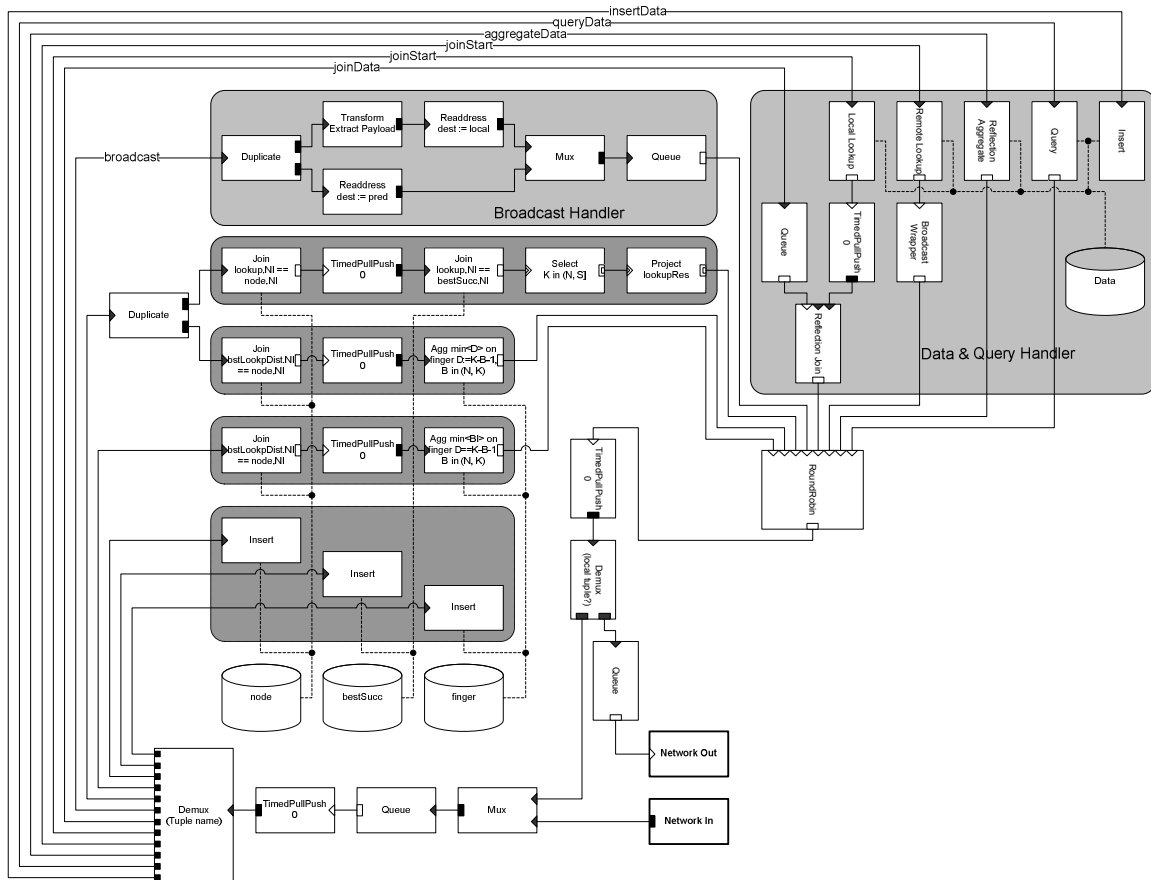 insertData
queryData
aggregateData
joinStart
joinStart
joinData
broadcast
Duplicate
Transform
Extract Payload
Readdress
dest := local
Readdress
dest := pred
Mux
Queue
Broadcast Handler
Local Lookup
Remote Lookup
Reflection
Aggregate
Query
Insert
Queue
TimedPullPush
0
Broadcast
Wrapper
Data
Reflection Join
Data & Query Handler
Duplicate
Join
lookup,NI ==
node,NI
TimedPullPush
0
Join
lookup,NI ==
bestSucc,NI
Select
K in (N, S]
Project
lookupRes
Join
bstLookpDist.NI
== node,NI
TimedPullPush
0
Agg min<D> on
finger D==K-B-1,
B in (N, K)
Join
bstLookpDist.NI
== node,NI
TimedPullPush
0
Agg min<BI> on
finger D==K-B-1
B in (N, K)
TimedPullPush
0
RoundRobin
Insert
Insert
Insert
Demux
(local tuple?)
Queue
node
bestSucc
finger
Network Out
Demux
(Tuple name)
TimedPullPush
0
Queue
Mux
Network In